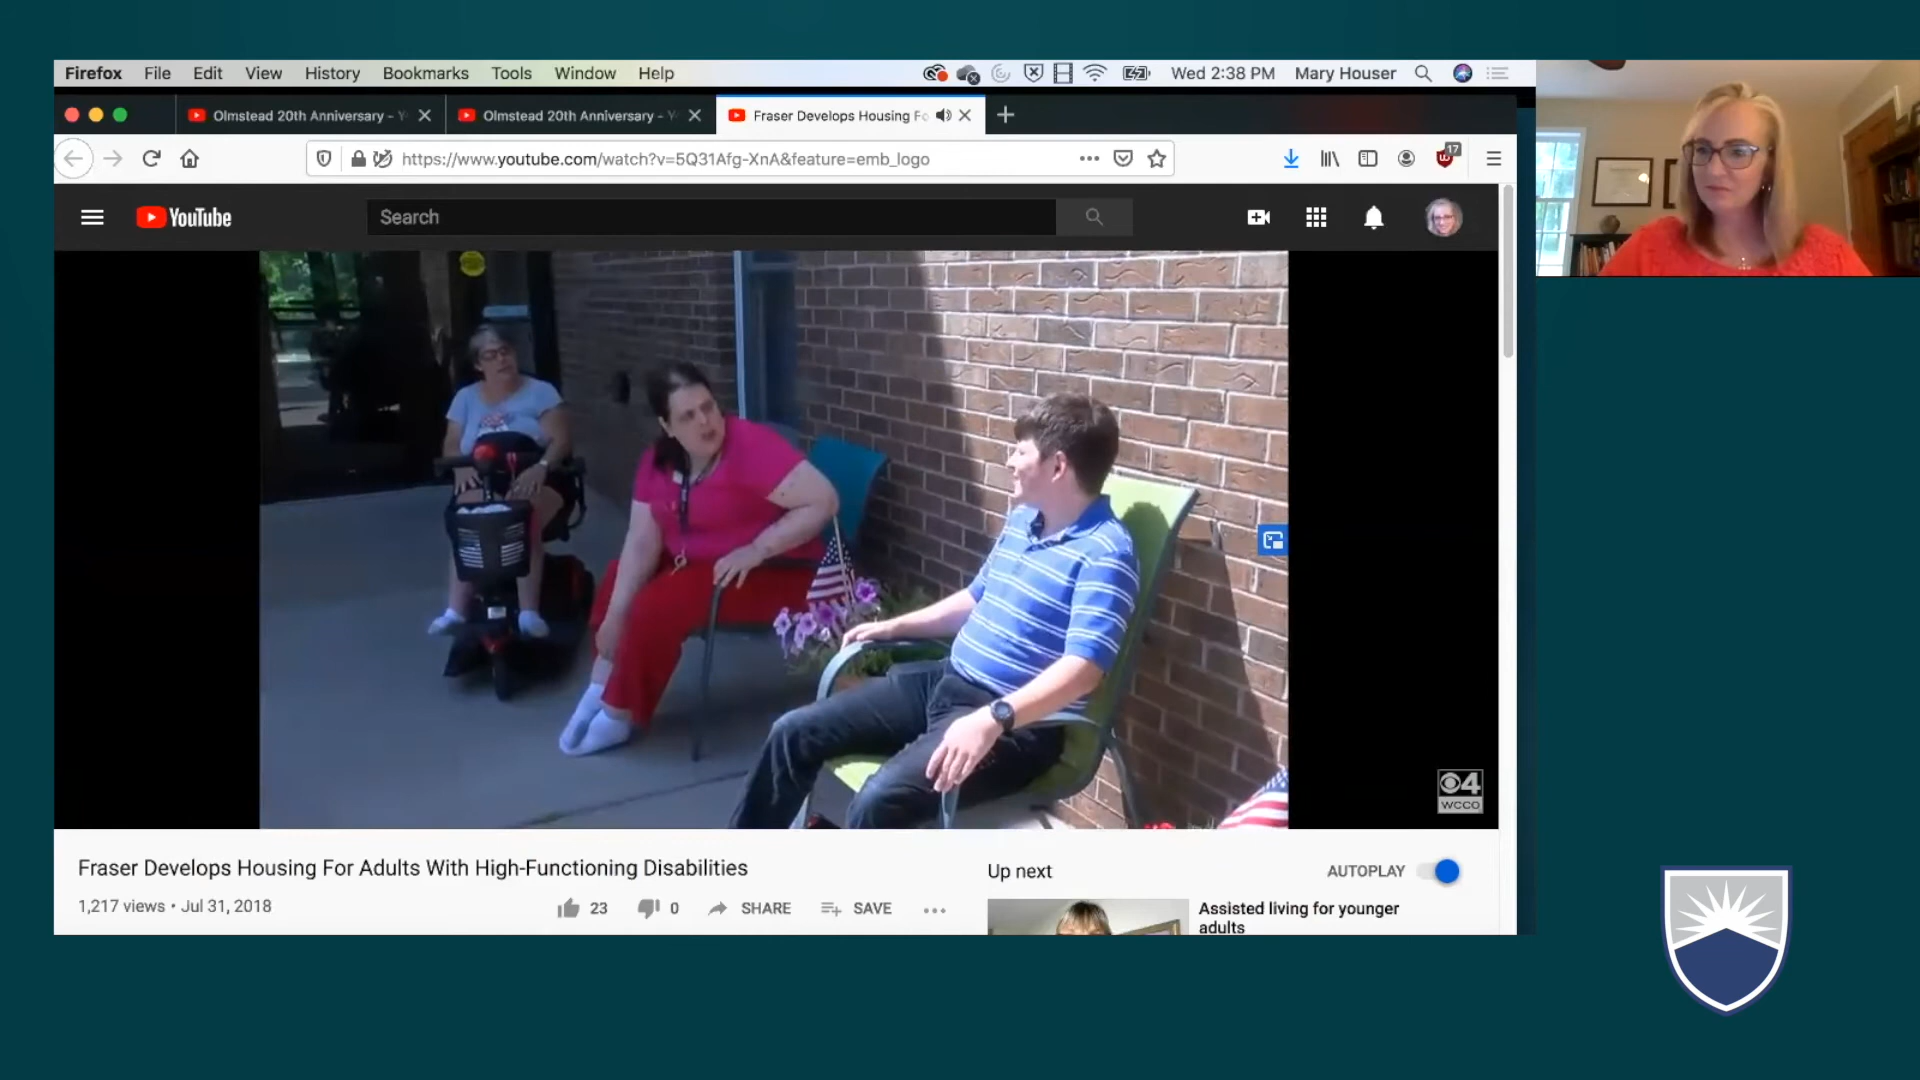 Firefox File Edit View History Bookmarks Tools Window Help Wed 2:38 PM Mary Houser
Olmstead 20th Anniversary - Y Olmstead 20th Anniversary - Y Fraser Develops Housing Fo
https://www.youtube.com/watch?v=5Q31Afg-XnA&feature=emb_logo 17
YouTube Search
4
WCCO
Fraser Develops Housing For Adults With High-Functioning Disabilities
1,217 views • Jul 31, 2018
23 0 SHARE SAVE
Up next AUTOPLAY
Assisted living for younger
adults